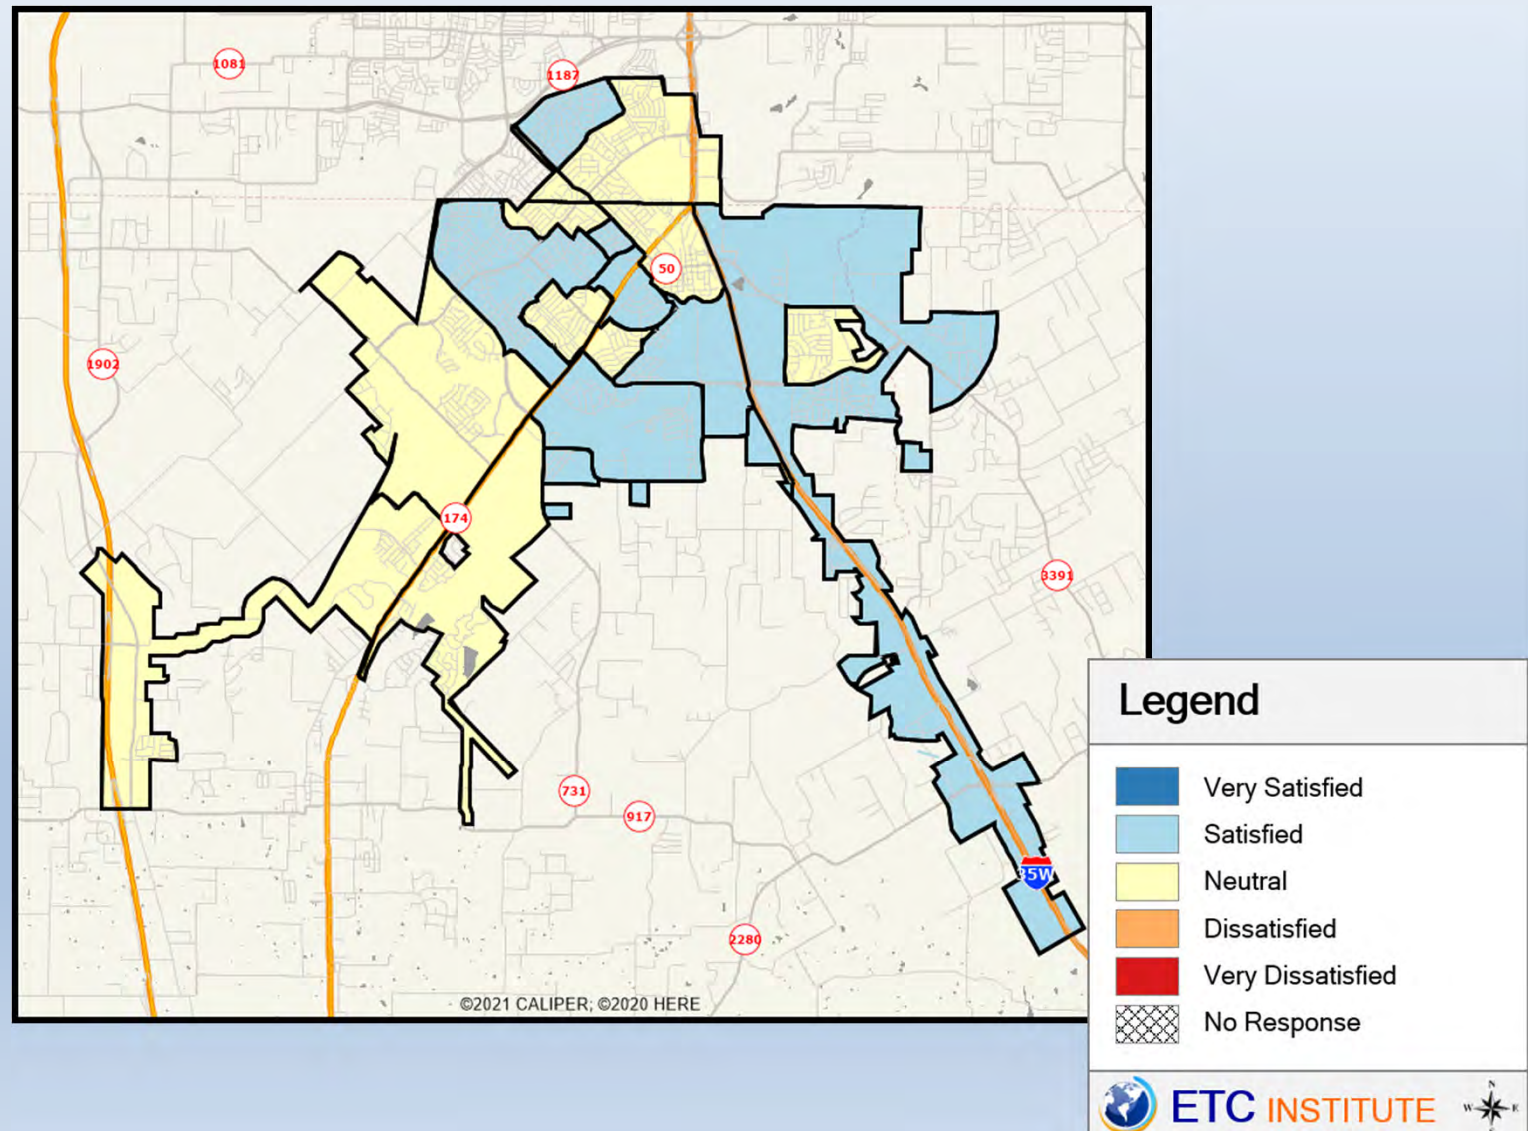 1081
1187
50
1902
174
3391
731
917
35W
2280
©2021 CALIPER; ©2020 HERE
Legend
Very Satisfied
Satisfied
Neutral
Dissatisfied
Very Dissatisfied
No Response
ETC INSTITUTE
N
W E